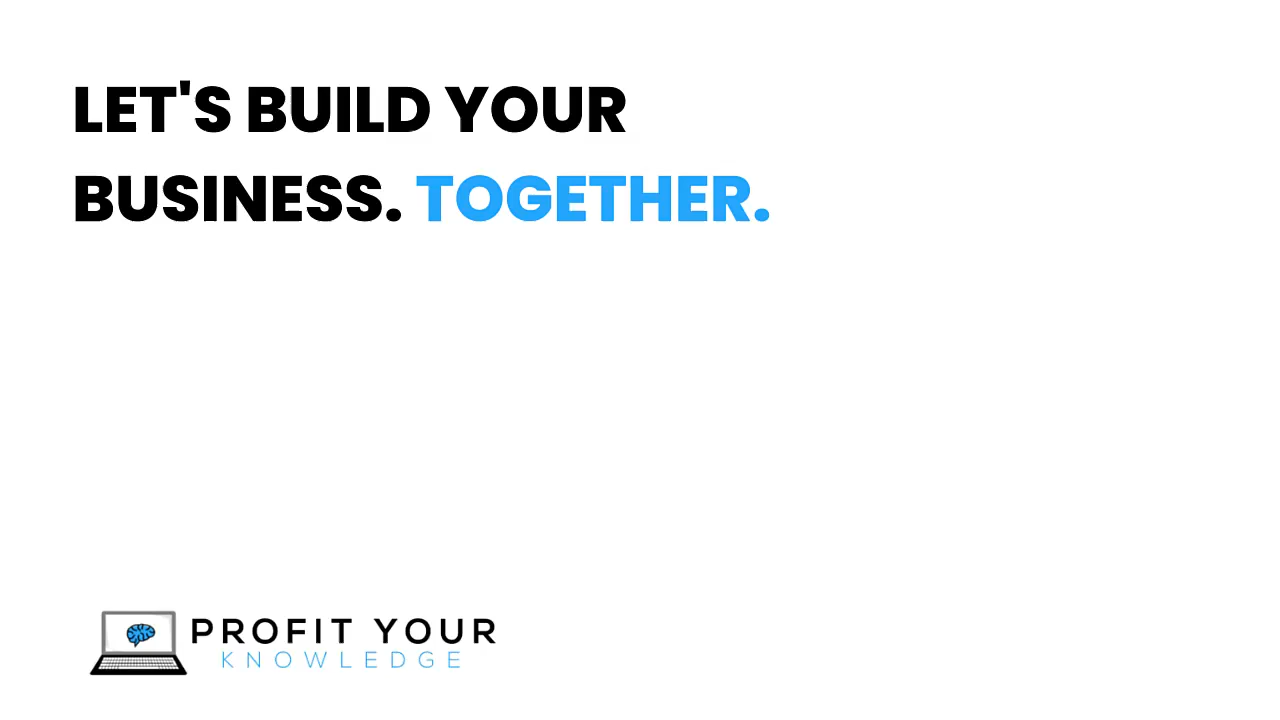 LET'S BUILD YOUR
BUSINESS. TOGETHER.
PROFIT YOUR
KNOWLEDGE